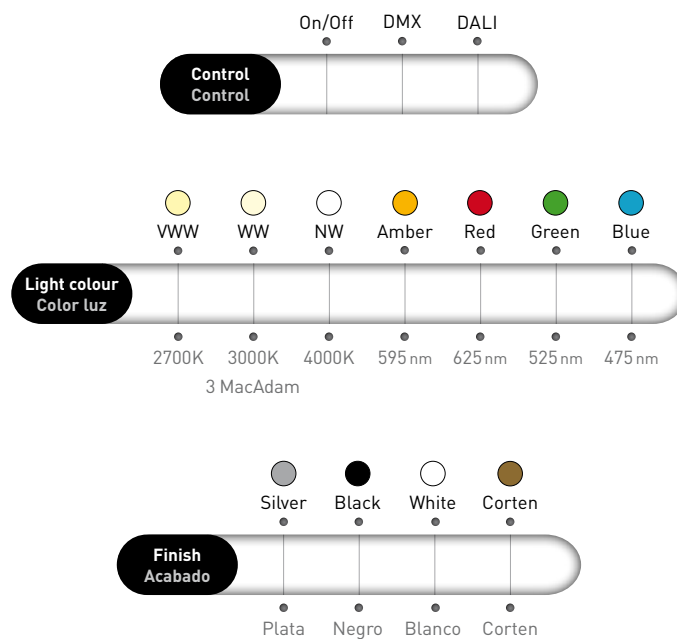 On/Off DMX DALI
Control
Control
VWW WW NW Amber Red Green Blue
Light colour
Color luz
2700K 3000K 4000K 595 nm 625 nm 525 nm 475 nm
3 MacAdam
Silver Black White Corten
Finish
Acabado
Plata Negro Blanco Corten